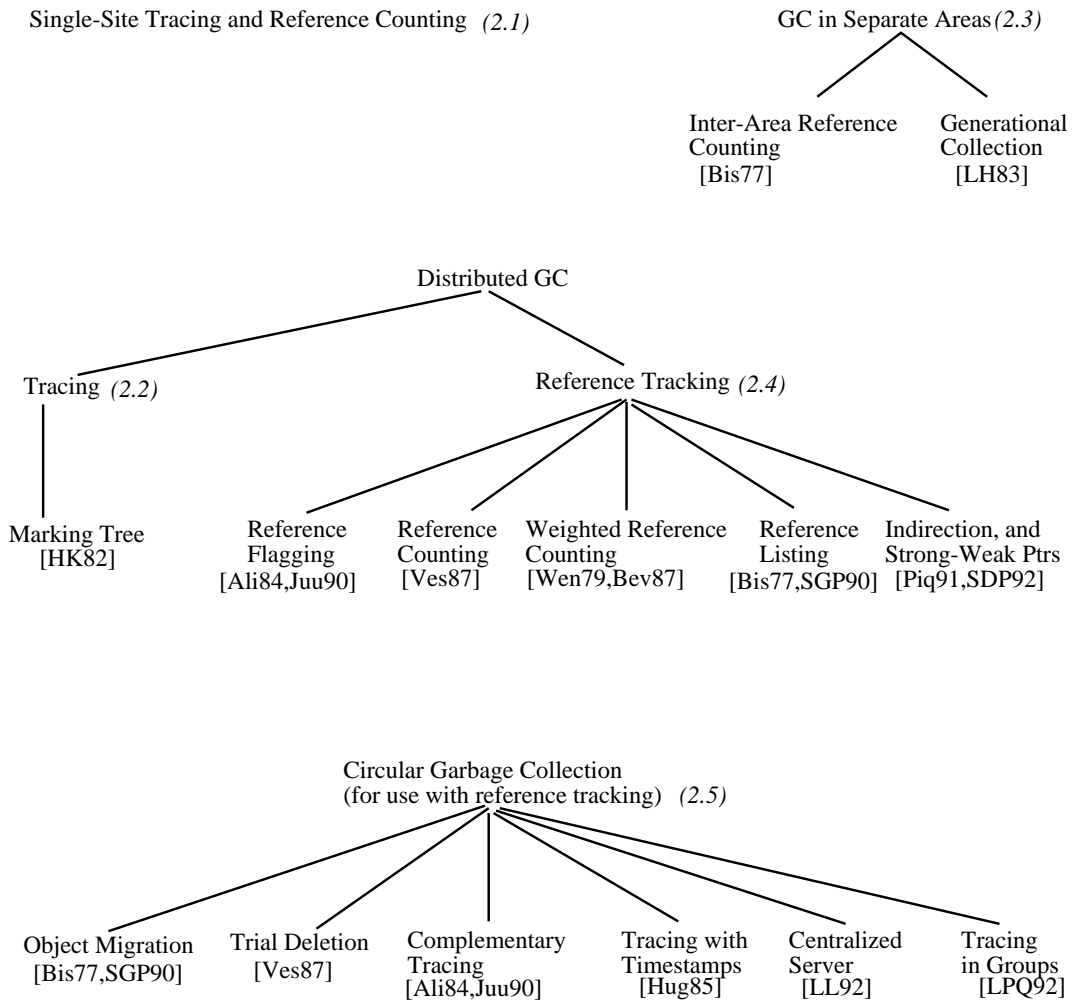 Single-Site Tracing and Reference Counting (2.1)
GC in Separate Areas (2.3)
Inter-Area Reference
Counting
[Bis77]
Generational
Collection
[LH83]
Distributed GC
Tracing (2.2)
Reference Tracking (2.4)
Marking Tree
[HK82]
Reference
Flagging
[Ali84,Juu90]
Reference
Counting
[Ves87]
Weighted Reference
Counting
[Wen79,Bev87]
Reference
Listing
[Bis77,SGP90]
Indirection, and
Strong-Weak Ptrs
[Piq91,SDP92]
Circular Garbage Collection
(for use with reference tracking) (2.5)
Object Migration
[Bis77,SGP90]
Trial Deletion
[Ves87]
Complementary
Tracing
[Ali84,Juu90]
Tracing with
Timestamps
[Hug85]
Centralized
Server
[LL92]
Tracing
in Groups
[LPQ92]